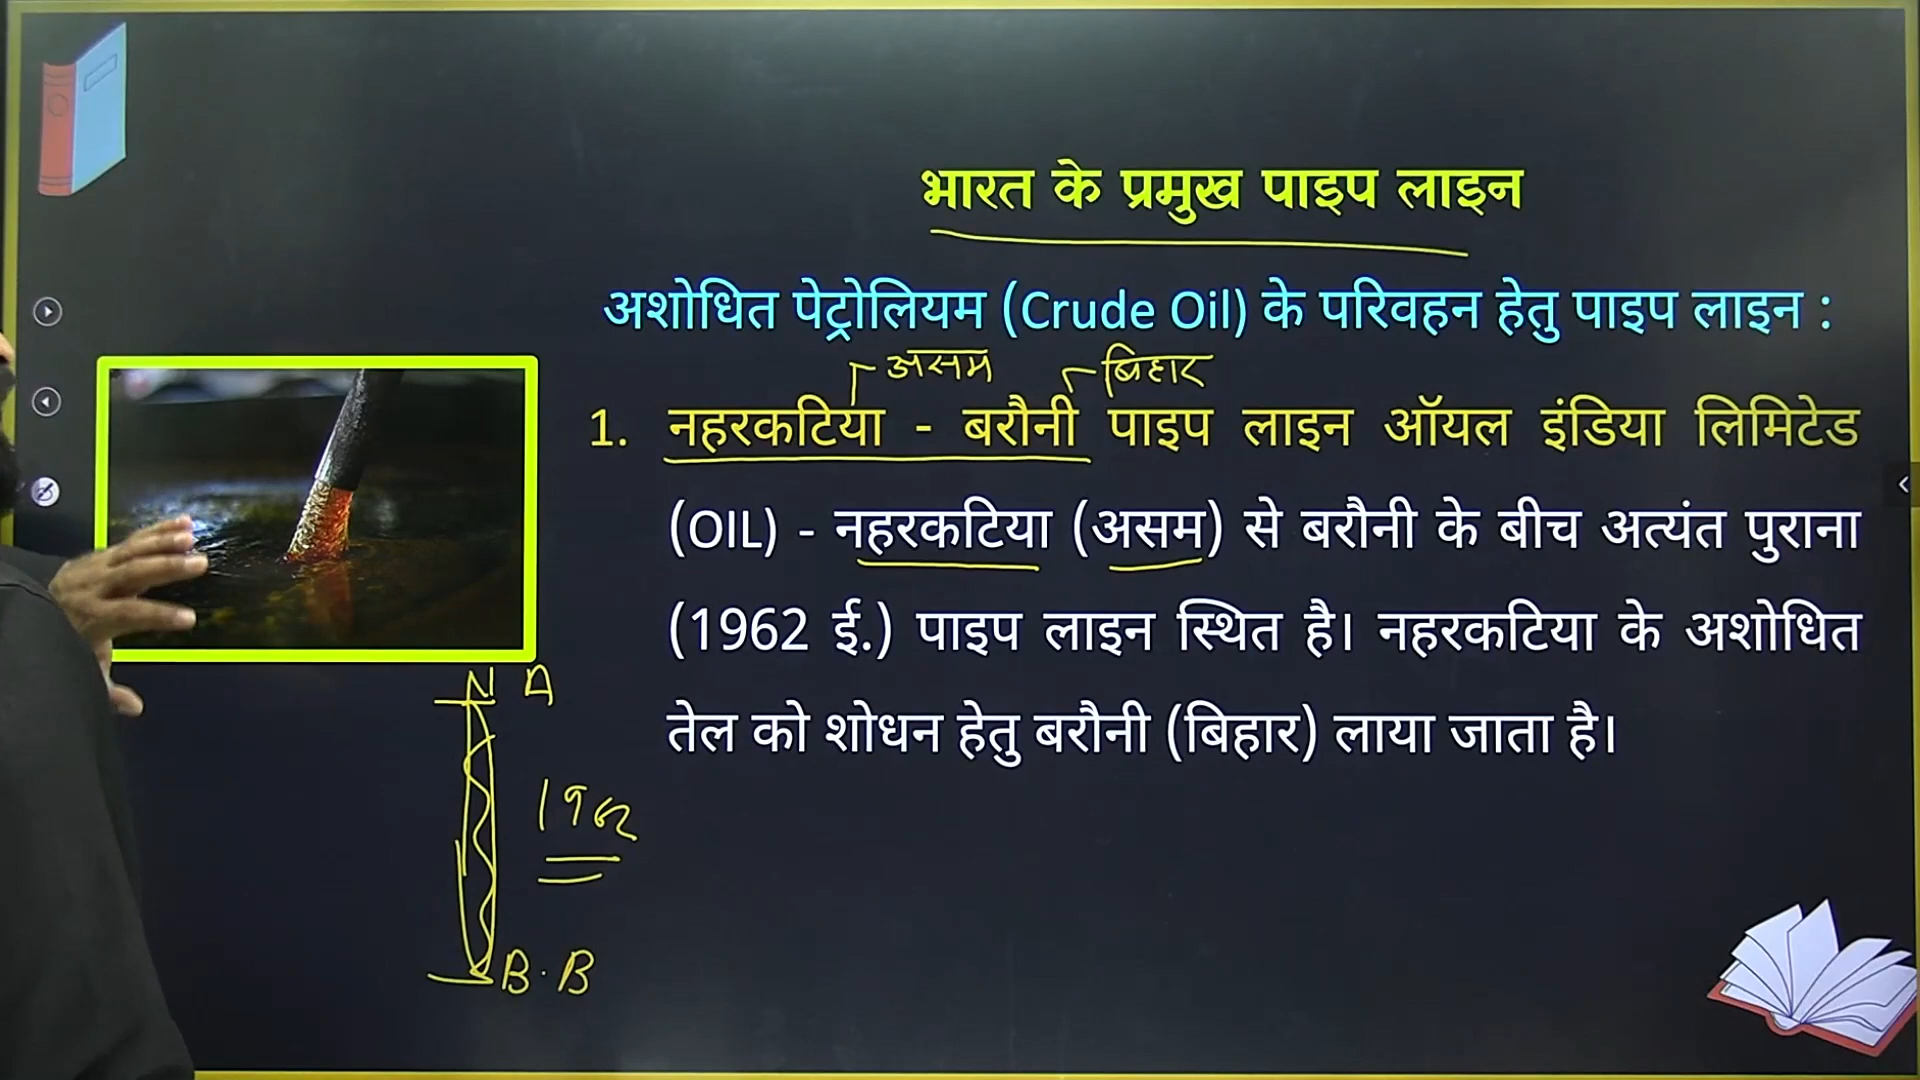 भारत के प्रमुख पाइप लाइन
अशोधित पेट्रोलियम (Crude Oil) के परिवहन हेतु पाइप लाइन :
असम बिहार
1. नहरकटिया - बरौनी पाइप लाइन ऑयल इंडिया लिमिटेड
(OIL) - नहरकटिया (असम) से बरौनी के बीच अत्यंत पुराना
(1962 ई.) पाइप लाइन स्थित है। नहरकटिया के अशोधित
तेल को शोधन हेतु बरौनी (बिहार) लाया जाता है।
N A
1962
B . B